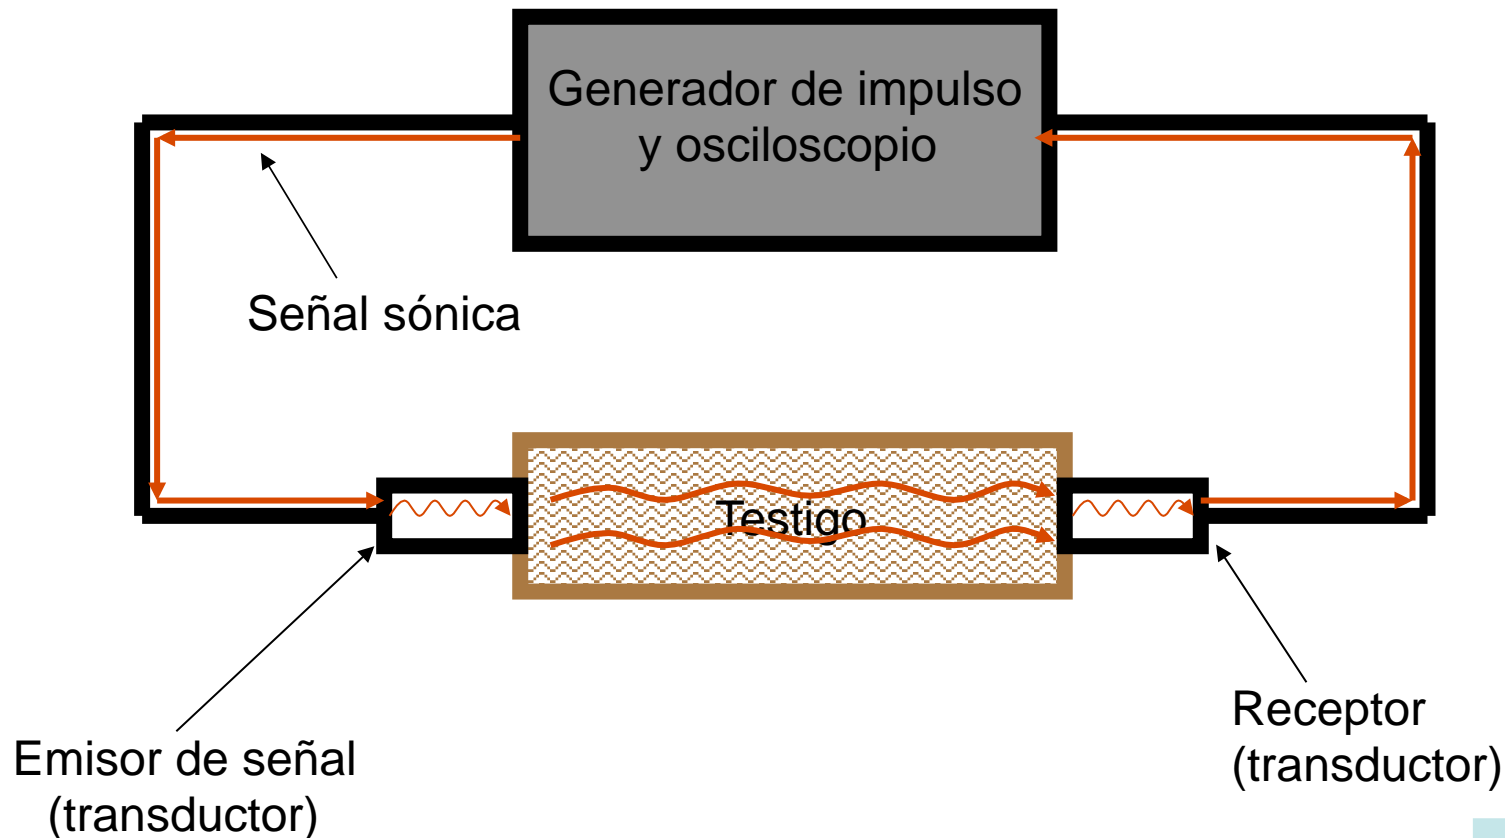 Generador de impulso
y osciloscopio
Señal sónica
Testigo
Emisor de señal
(transductor)
Receptor
(transductor)